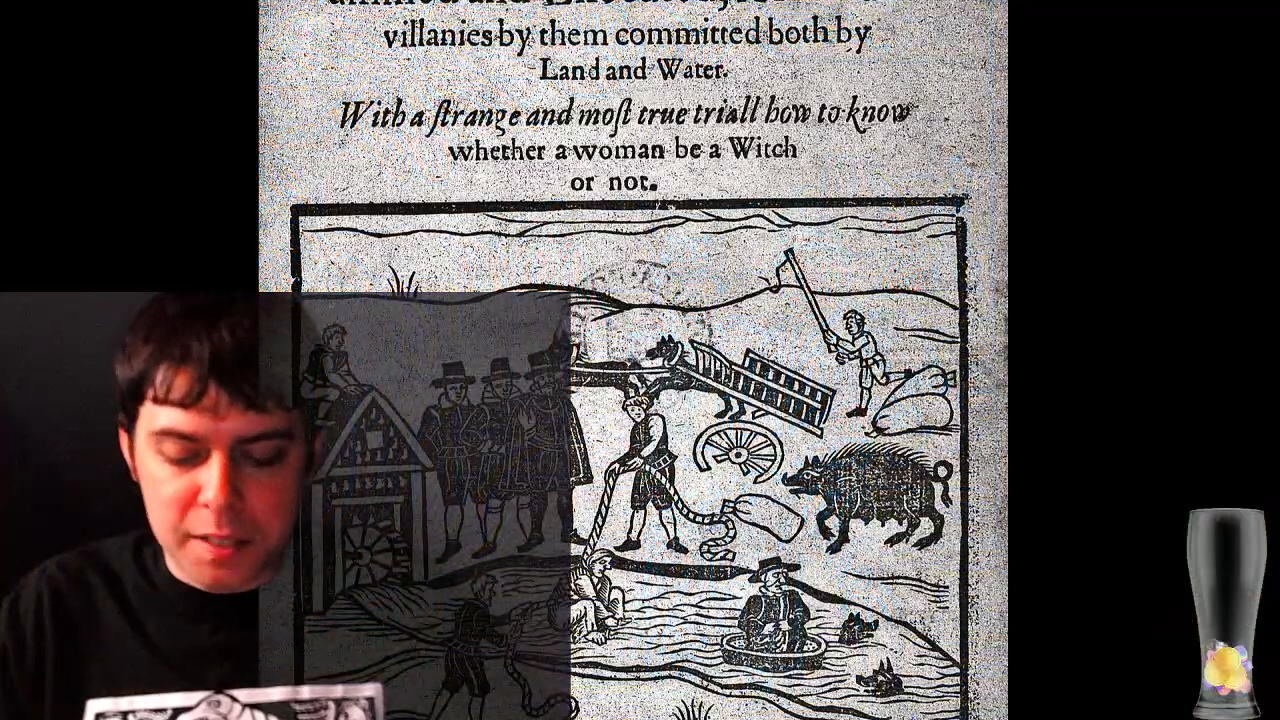 villanies by them committed both by
Land and Water.
With a ſtrange and moſt true triall how to know
whether a woman be a Witch
or not.